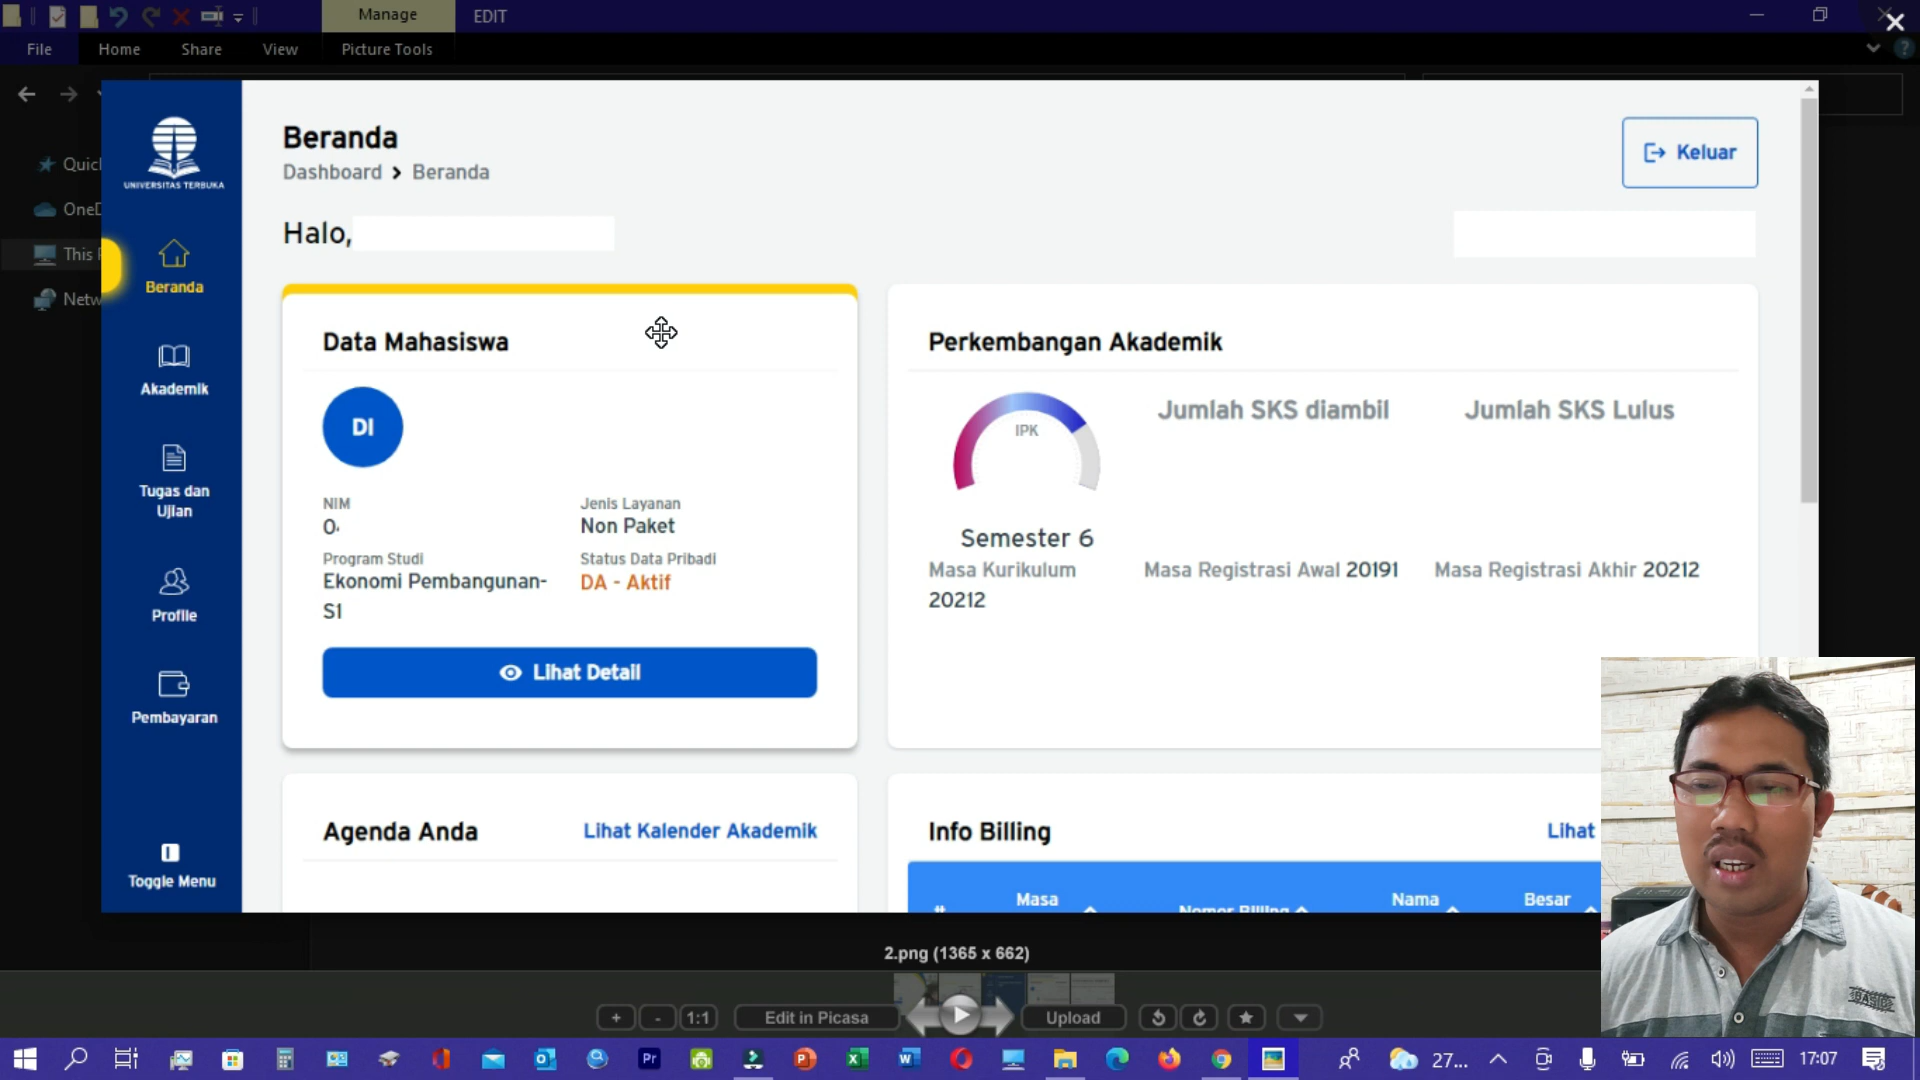 Manage
EDIT
File
Home
Share
View
Picture Tools
Quick
OneD
This P
Netw
UNIVERSITAS TERBUKA
Beranda
Akademik
Tugas dan
Ujian
Profile
Pembayaran
Toggle Menu
Beranda
Dashboard > Beranda
Keluar
Halo,
Data Mahasiswa
DI
NIM
0
Jenis Layanan
Non Paket
Program Studi
Ekonomi Pembangunan-
S1
Status Data Pribadi
DA - Aktif
Lihat Detail
Perkembangan Akademik
IPK
Jumlah SKS diambil
Jumlah SKS Lulus
Semester 6
Masa Kurikulum
20212
Masa Registrasi Awal 20191
Masa Registrasi Akhir 20212
Agenda Anda
Lihat Kalender Akademik
Info Billing
Lihat
#
Masa
Nomor Billing
Nama
Besar
2.png (1365 x 662)
+
-
1:1
Edit in Picasa
Upload
BASIC
27...
17:07